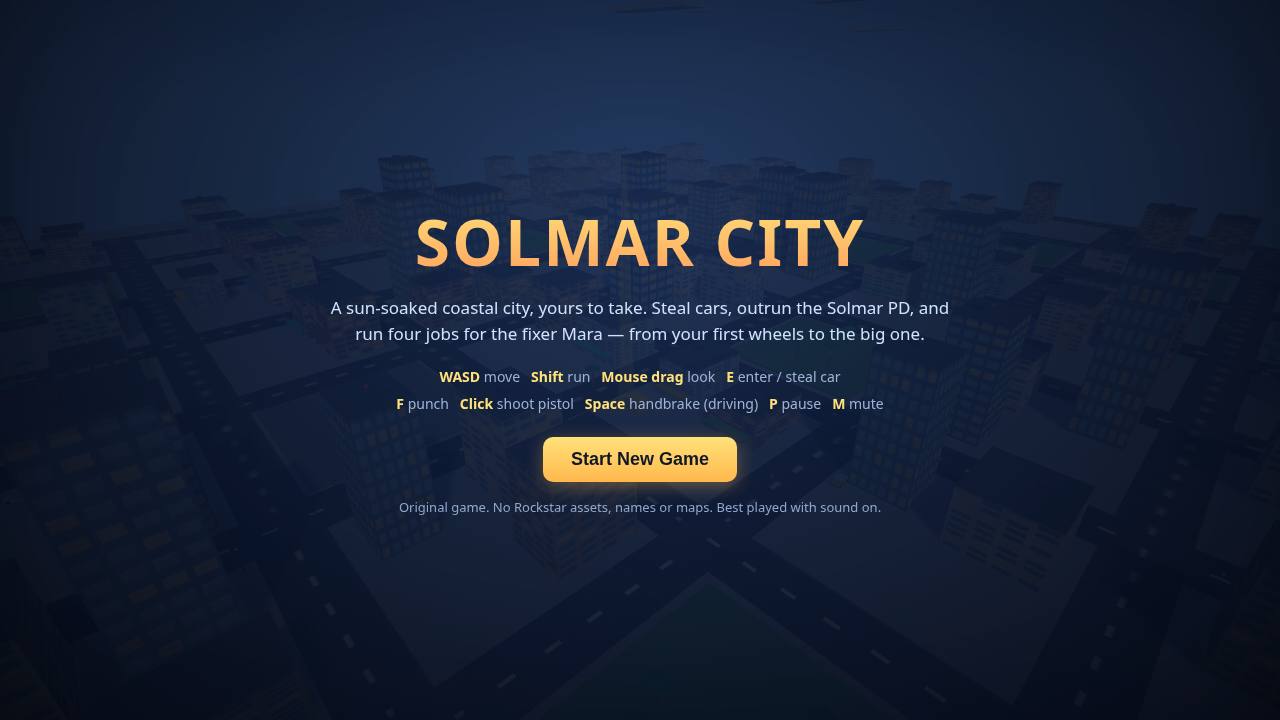 SOLMAR CITY
A sun-soaked coastal city, yours to take. Steal cars, outrun the Solmar PD, and
run four jobs for the fixer Mara — from your first wheels to the big one.
WASD move Shift run Mouse drag look E enter / steal car
F punch Click shoot pistol Space handbrake (driving) P pause M mute
Start New Game
Original game. No Rockstar assets, names or maps. Best played with sound on.